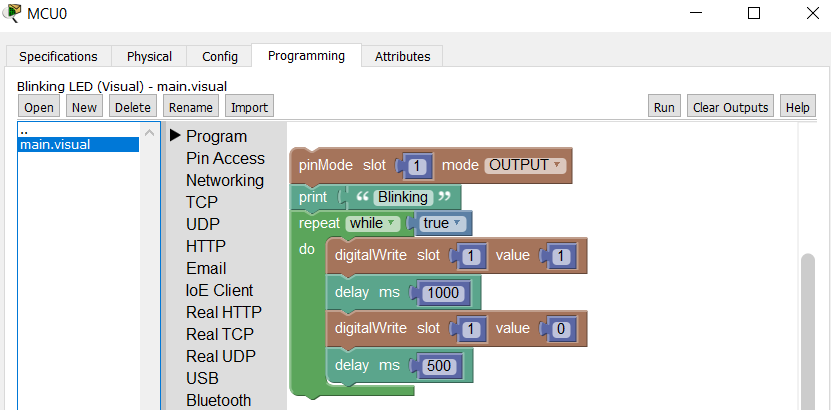 MCU0
Specifications Physical Config Programming Attributes
Blinking LED (Visual) - main.visual
Open New Delete Rename Import Run Clear Outputs Help
..
main.visual
Program
Pin Access
Networking
TCP
UDP
HTTP
Email
IoE Client
Real HTTP
Real TCP
Real UDP
USB
Bluetooth
pinMode slot 1 mode OUTPUT
print “ Blinking ”
repeat while true
do
digitalWrite slot 1 value 1
delay ms 1000
digitalWrite slot 1 value 0
delay ms 500